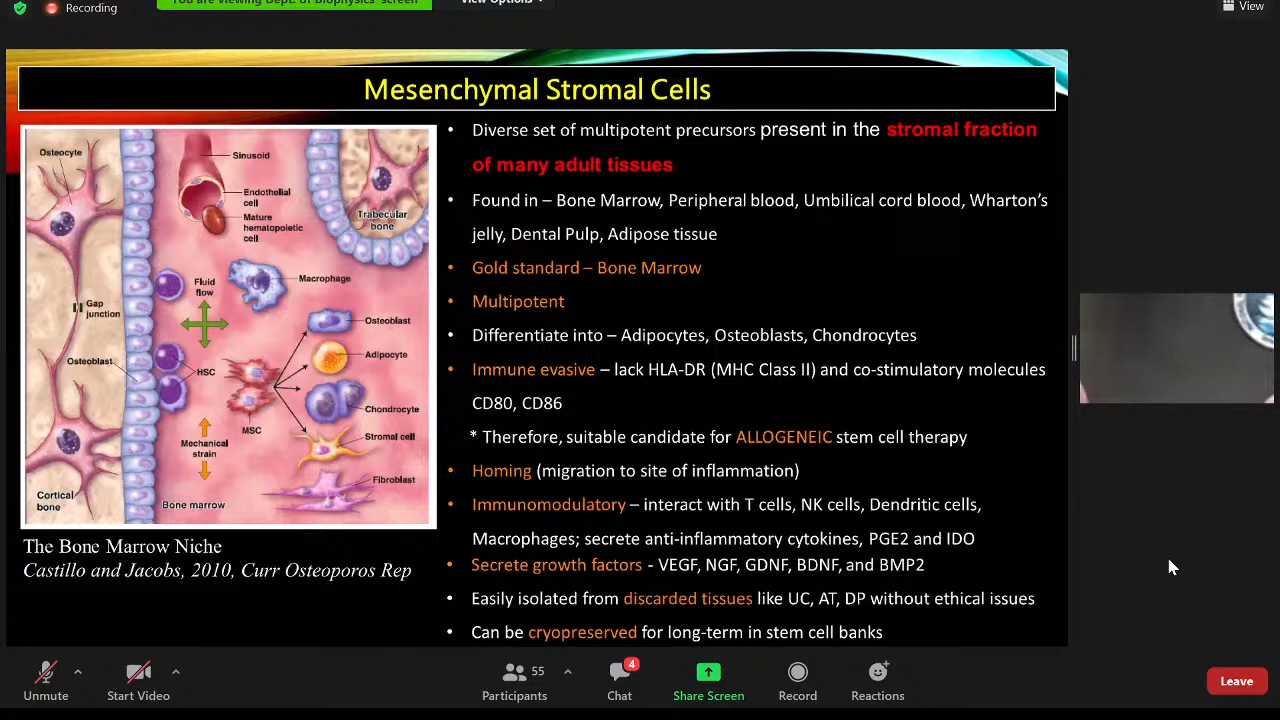 Recording
You are viewing Dept. of biophysics' screen
View Options
View
Mesenchymal Stromal Cells
Osteocyte
Sinusoid
Endothelial
cell
Mature
hematopoietic
cell
Trabecular
bone
Fluid
flow
Macrophage
Gap
junction
Osteoblast
Osteoblast
Adipocyte
HSC
Chondrocyte
MSC
Stromal cell
Mechanical
strain
Fibroblast
Cortical
bone
Bone marrow
The Bone Marrow Niche
Castillo and Jacobs, 2010, Curr Osteoporos Rep
• Diverse set of multipotent precursors present in the stromal fraction
of many adult tissues
• Found in – Bone Marrow, Peripheral blood, Umbilical cord blood, Wharton's
jelly, Dental Pulp, Adipose tissue
• Gold standard – Bone Marrow
• Multipotent
• Differentiate into – Adipocytes, Osteoblasts, Chondrocytes
• Immune evasive – lack HLA-DR (MHC Class II) and co-stimulatory molecules
CD80, CD86
* Therefore, suitable candidate for ALLOGENEIC stem cell therapy
• Homing (migration to site of inflammation)
• Immunomodulatory – interact with T cells, NK cells, Dendritic cells,
Macrophages; secrete anti-inflammatory cytokines, PGE2 and IDO
• Secrete growth factors - VEGF, NGF, GDNF, BDNF, and BMP2
• Easily isolated from discarded tissues like UC, AT, DP without ethical issues
• Can be cryopreserved for long-term in stem cell banks
Unmute
Start Video
55
Participants
4
Chat
Share Screen
Record
Reactions
Leave